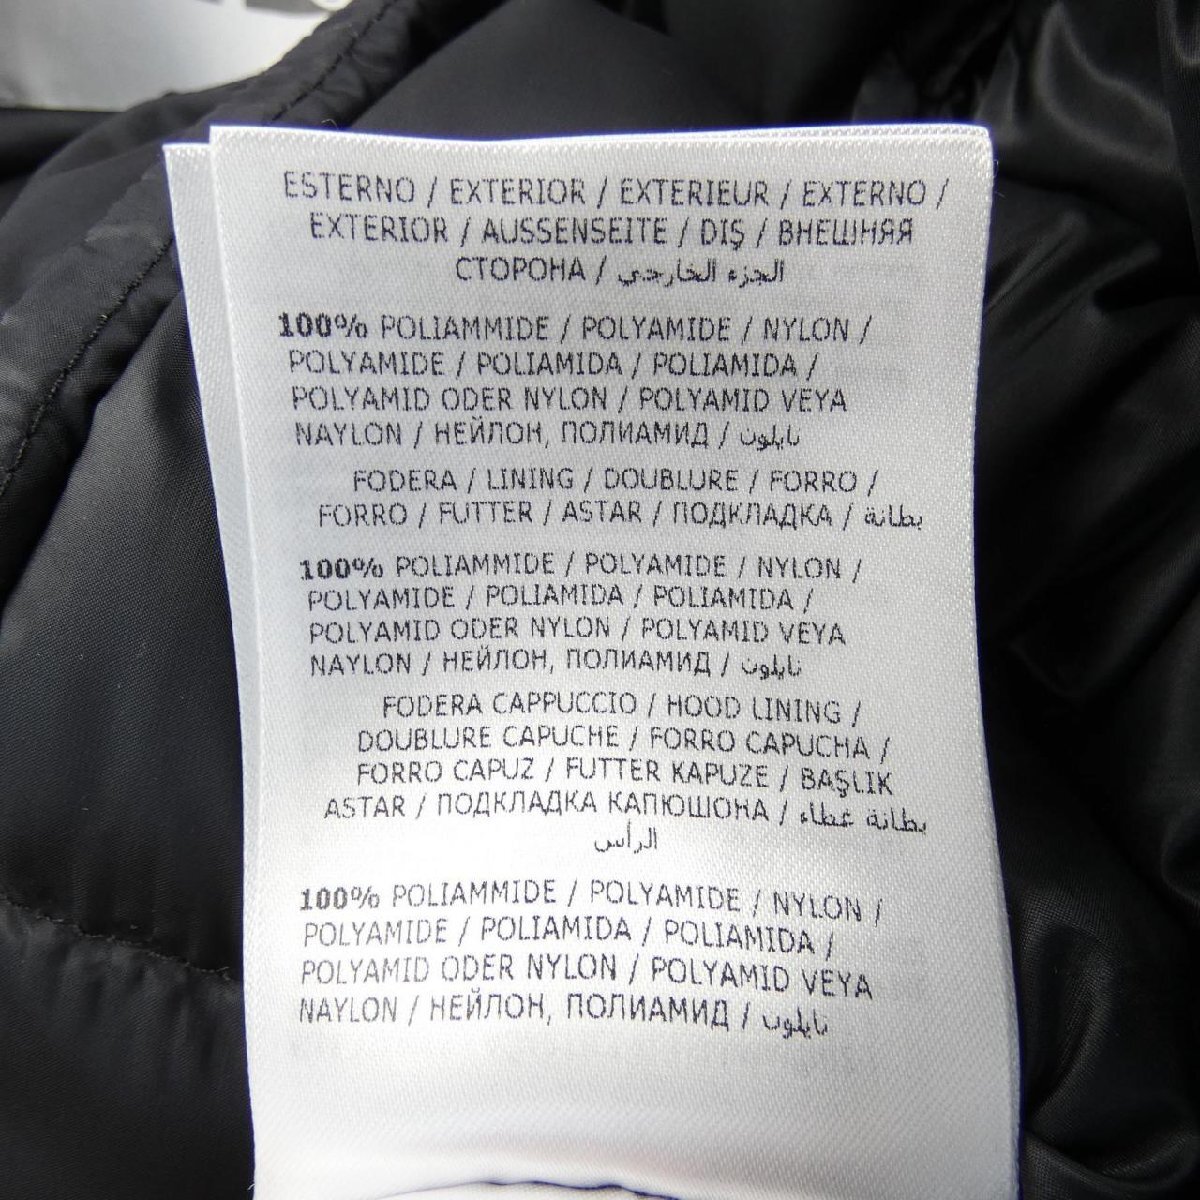 ESTERNO / EXTERIOR / EXTERIEUR / EXTERNO /
EXTERIOR / AUSSENSEITE / DIŞ / ВНЕШНЯЯ
СТОРОНА / الجزء الخارجي
100% POLIAMMIDE / POLYAMIDE / NYLON /
POLYAMIDE / POLIAMIDA / POLIAMIDA /
POLYAMID ODER NYLON / POLYAMID VEYA
NAYLON / НЕЙЛОН, ПОЛИАМИД / نايلون
FODERA / LINING / DOUBLURE / FORRO /
FORRO / FUTTER / ASTAR / ПОДКЛАДКА / بطانة
100% POLIAMMIDE / POLYAMIDE / NYLON /
POLYAMIDE / POLIAMIDA / POLIAMIDA /
POLYAMID ODER NYLON / POLYAMID VEYA
NAYLON / НЕЙЛОН, ПОЛИАМИД / نايلون
FODERA CAPPUCCIO / HOOD LINING /
DOUBLURE CAPUCHE / FORRO CAPUCHA /
FORRO CAPUZ / FUTTER KAPUZE / BAŞLIK
ASTAR / ПОДКЛАДКА КАПЮШОНА / بطانة غطاء
الرأس
100% POLIAMMIDE / POLYAMIDE / NYLON /
POLYAMIDE / POLIAMIDA / POLIAMIDA /
POLYAMID ODER NYLON / POLYAMID VEYA
NAYLON / НЕЙЛОН, ПОЛИАМИД / نايلون